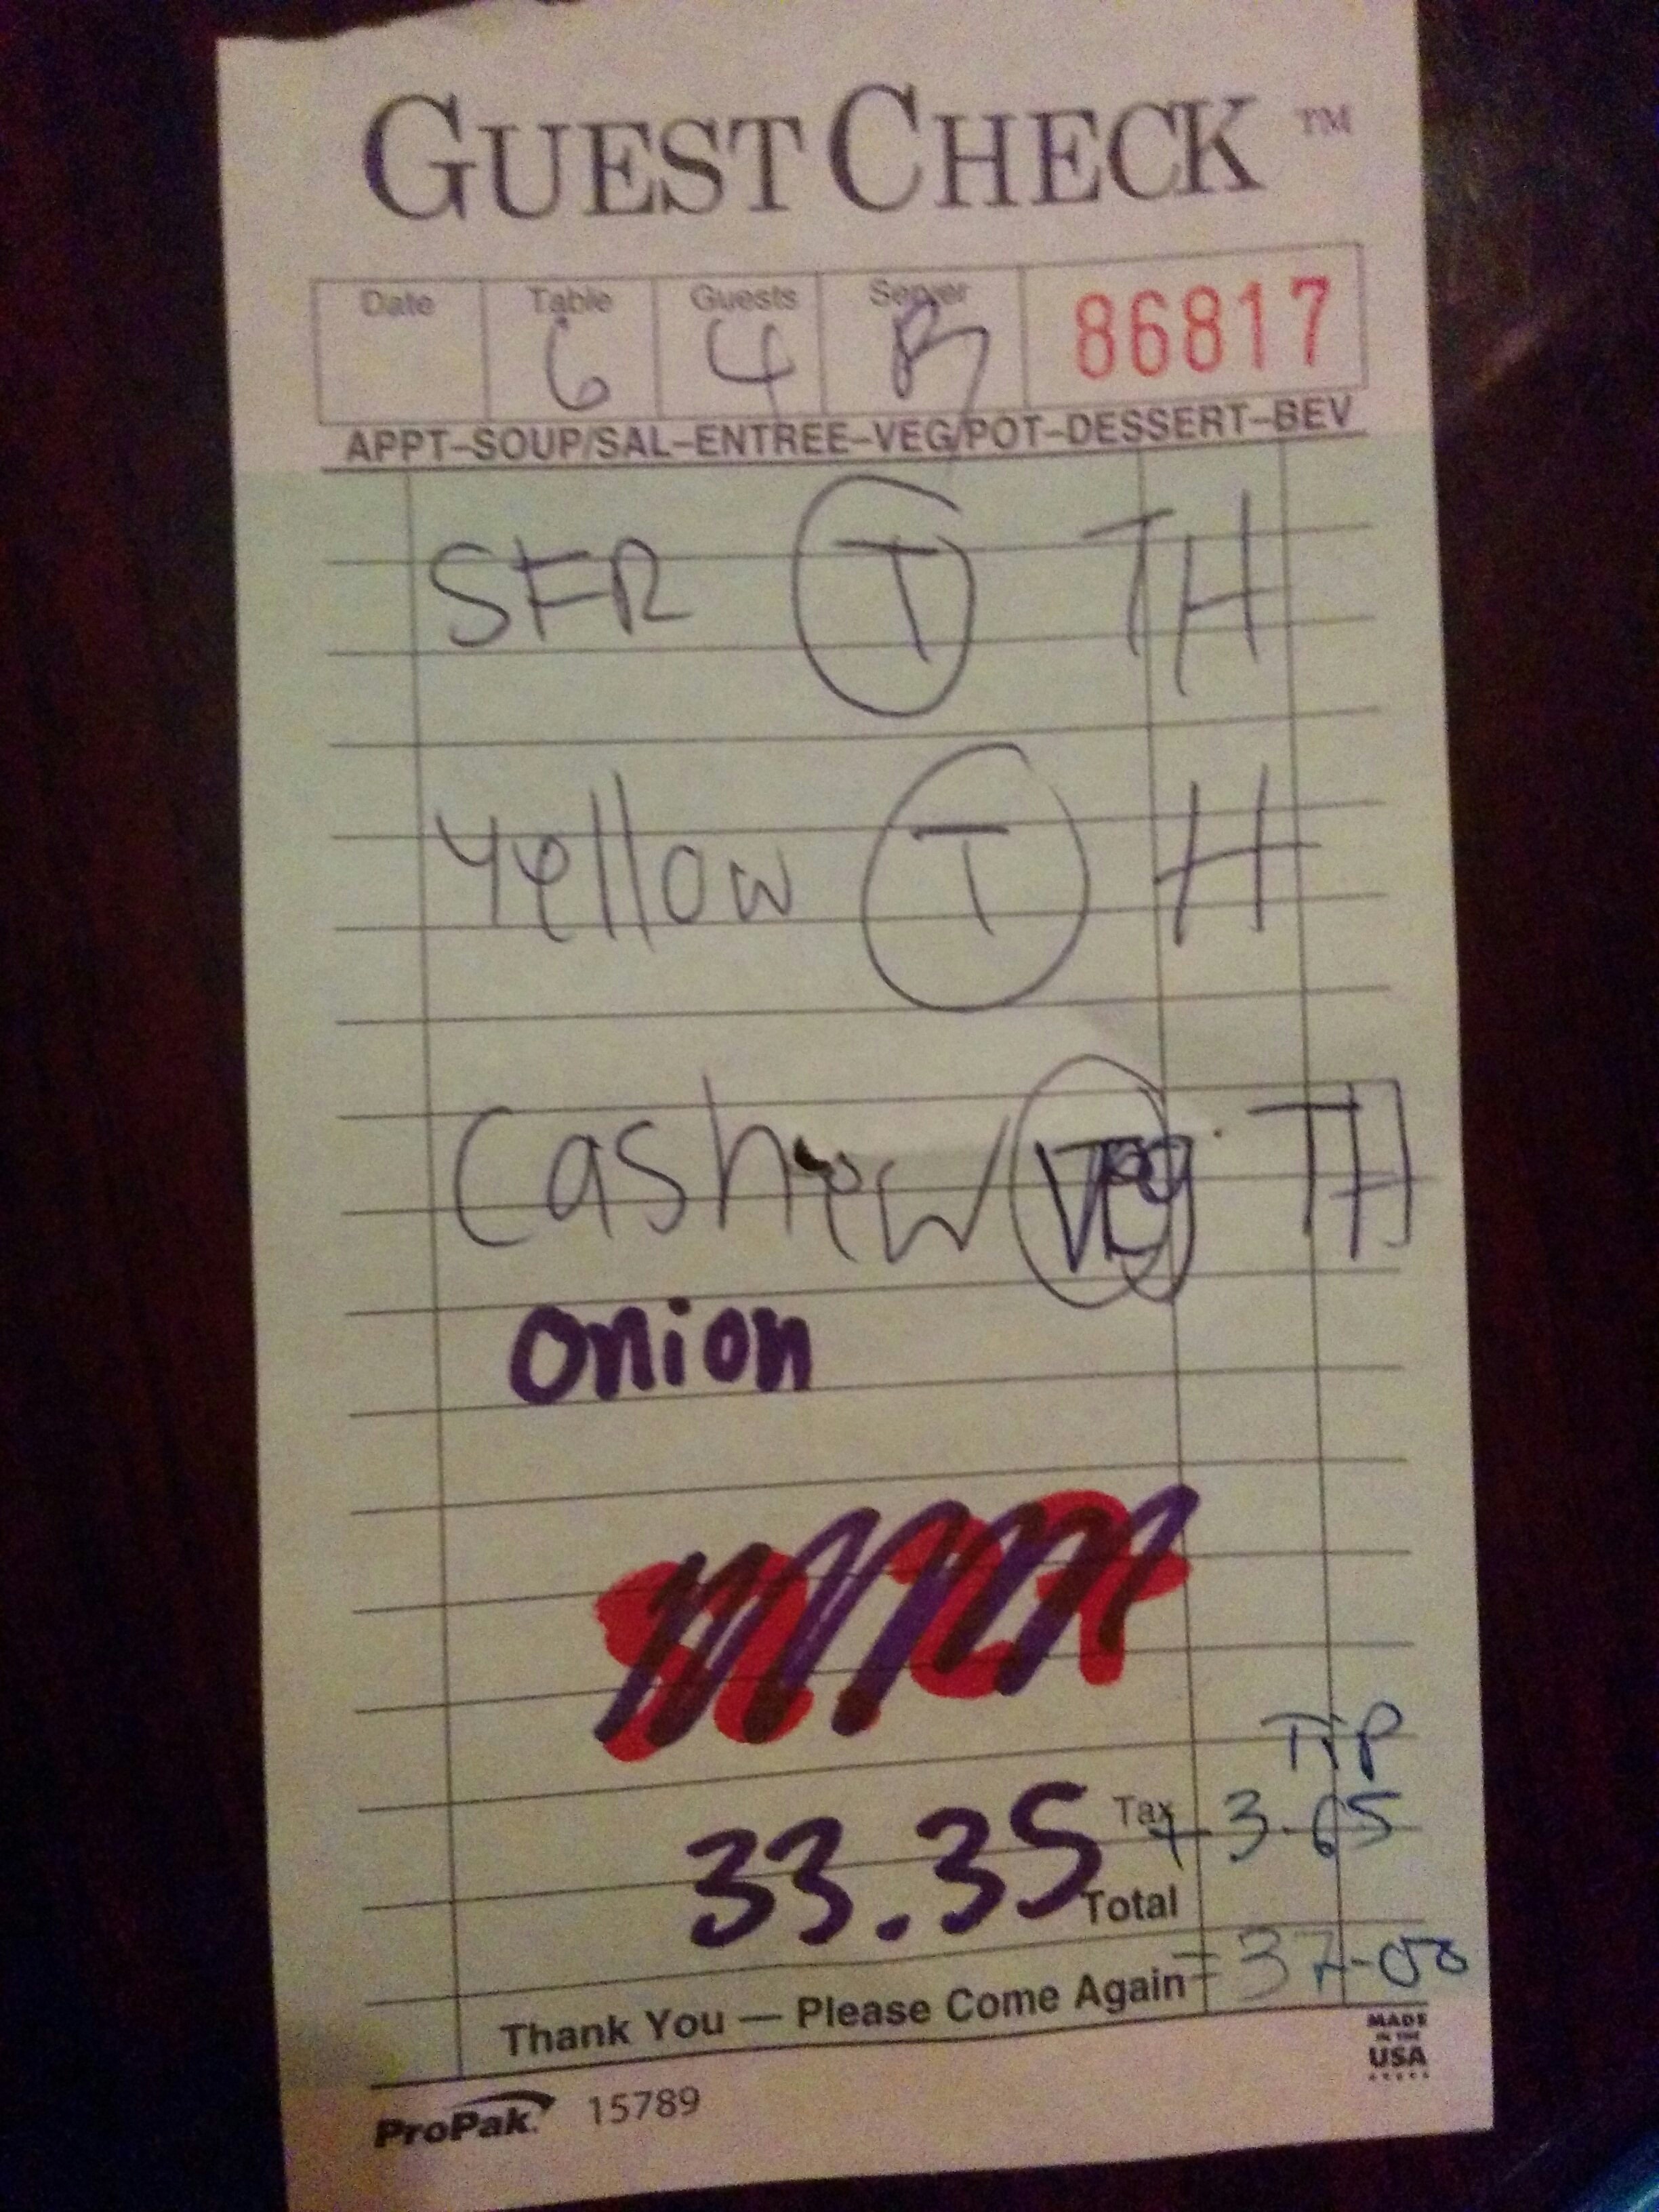 GUEST CHECK ™
Date Table Guests Server 86817
6 4
APPT–SOUP/SAL–ENTREE–VEG/POT–DESSERT–BEV
SFR T TH
Yellow T H
Cashew Veg TH
onion
TIP
33.35 Tax + 3.65
Total
Thank You — Please Come Again = 37-00
MADE
IN THE
USA
ProPak. 15789